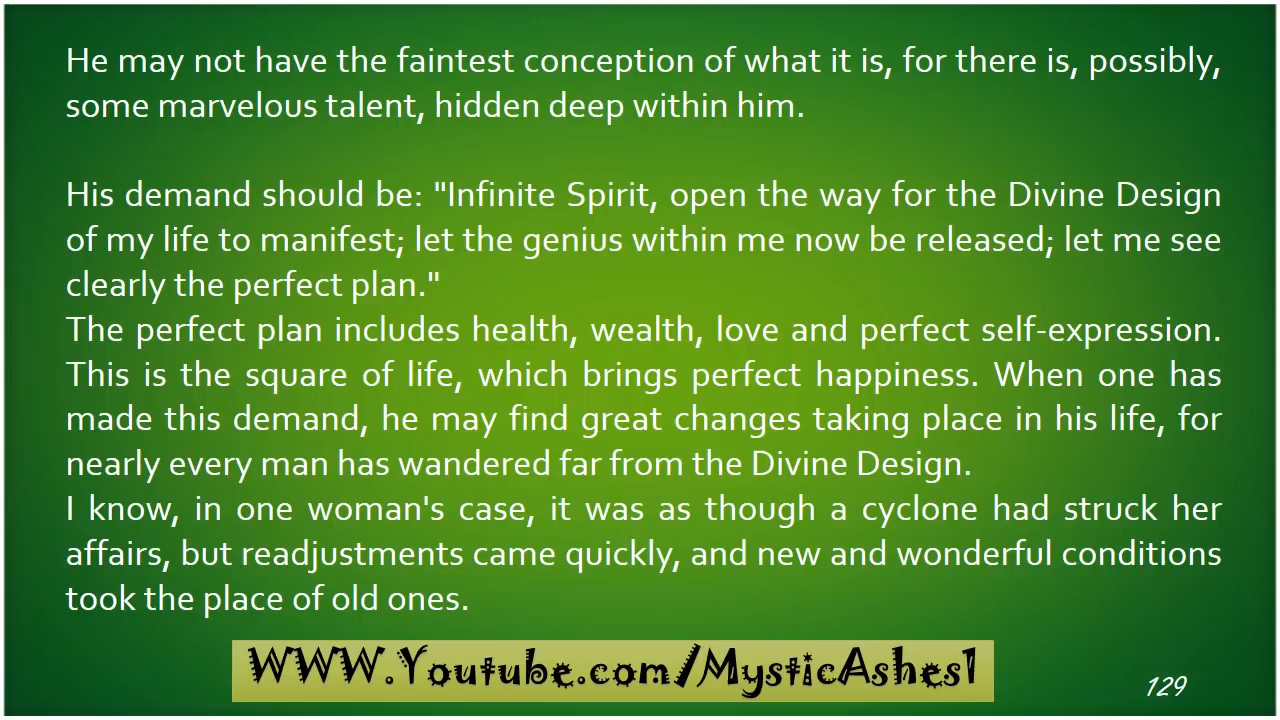 He may not have the faintest conception of what it is, for there is, possibly,
some marvelous talent, hidden deep within him.
His demand should be: "Infinite Spirit, open the way for the Divine Design
of my life to manifest; let the genius within me now be released; let me see
clearly the perfect plan."
The perfect plan includes health, wealth, love and perfect self-expression.
This is the square of life, which brings perfect happiness. When one has
made this demand, he may find great changes taking place in his life, for
nearly every man has wandered far from the Divine Design.
I know, in one woman's case, it was as though a cyclone had struck her
affairs, but readjustments came quickly, and new and wonderful conditions
took the place of old ones.
WWW.Youtube.com/MysticAshes1
129